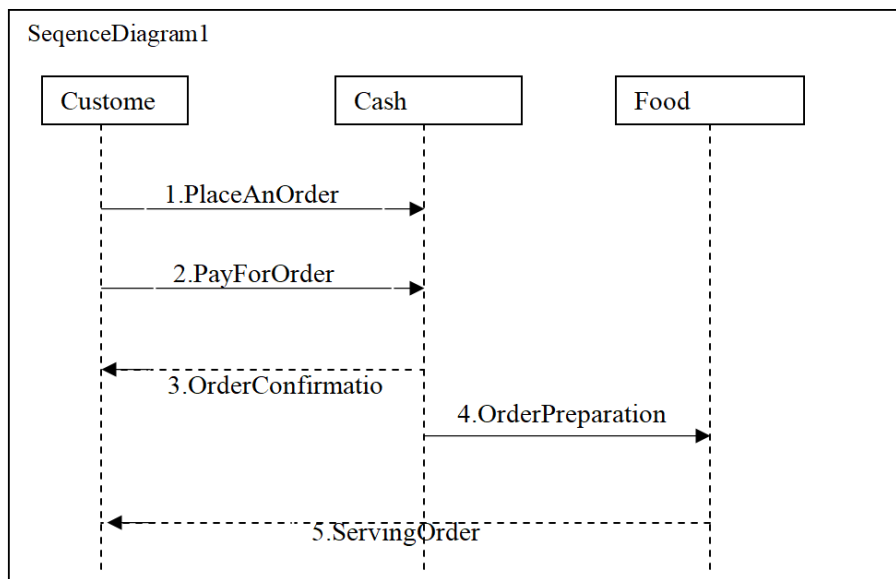 SeqenceDiagram1
Custome
Cash
Food
1.PlaceAnOrder
2.PayForOrder
3.OrderConfirmatio
4.OrderPreparation
5.ServingOrder